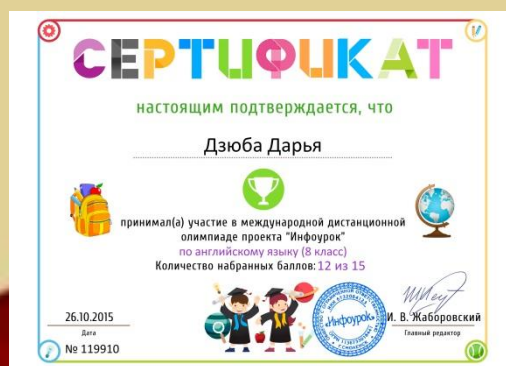 СЕРТИФИКАТ
настоящим подтверждается, что
Дзюба Дарья
принимал(а) участие в международной дистанционной
олимпиаде проекта "Инфоурок"
по английскому языку (8 класс)
Количество набранных баллов: 12 из 15
«Инфоурок»
26.10.2015
И. В. Жаборовский
Дата
Главный редактор
№ 119910